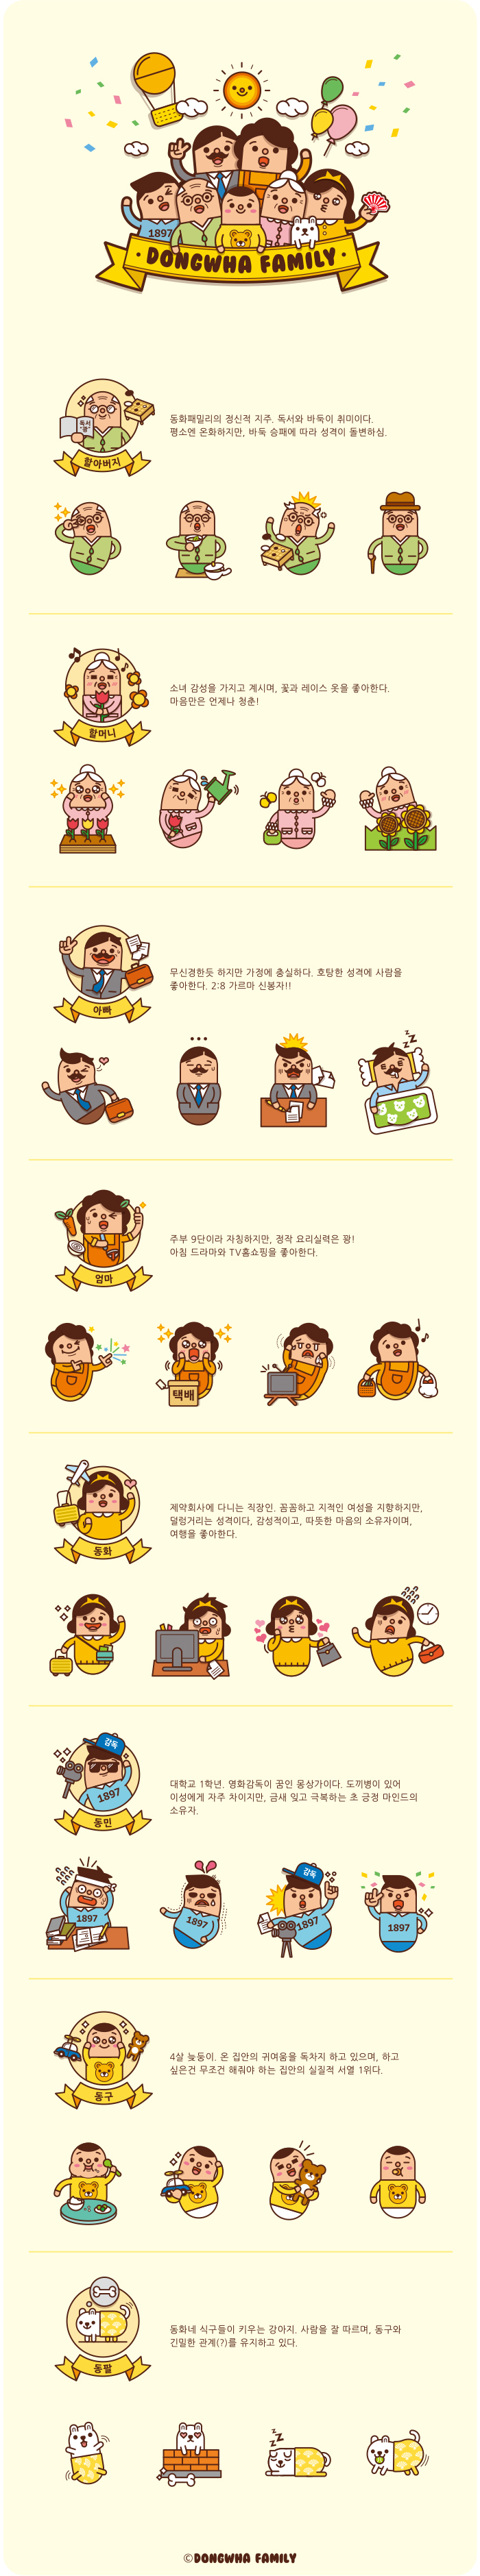 1897
DONGWHA FAMILY
독서
"왕"
할아버지
동화패밀리의 정신적 지주. 독서와 바둑이 취미이다.
평소엔 온화하지만, 바둑 승패에 따라 성격이 돌변하심.
할머니
소녀 감성을 가지고 계시며, 꽃과 레이스 옷을 좋아한다.
마음만은 언제나 청춘!
아빠
무신경한듯 하지만 가정에 충실하다. 호탕한 성격에 사람을
좋아한다. 2:8 가르마 신봉자!!
z z z
엄마
주부 9단이라 자칭하지만, 정작 요리실력은 꽝!
아침 드라마와 TV홈쇼핑을 좋아한다.
택배
동화
제약회사에 다니는 직장인. 꼼꼼하고 지적인 여성을 지향하지만,
덜렁거리는 성격이다, 감성적이고, 따뜻한 마음의 소유자이며,
여행을 좋아한다.
감독
1897
동민
대학교 1학년. 영화감독이 꿈인 몽상가이다. 도끼병이 있어
이성에게 자주 차이지만, 금새 잊고 극복하는 초 긍정 마인드의
소유자.
1897
1897
감독
1897
1897
동구
4살 늦둥이. 온 집안의 귀여움을 독차지 하고 있으며, 하고
싶은건 무조건 해줘야 하는 집안의 실질적 서열 1위다.
동팔
동화네 식구들이 키우는 강아지. 사람을 잘 따르며, 동구와
긴밀한 관계(?)를 유지하고 있다.
z z z
©DONGWHA FAMILY